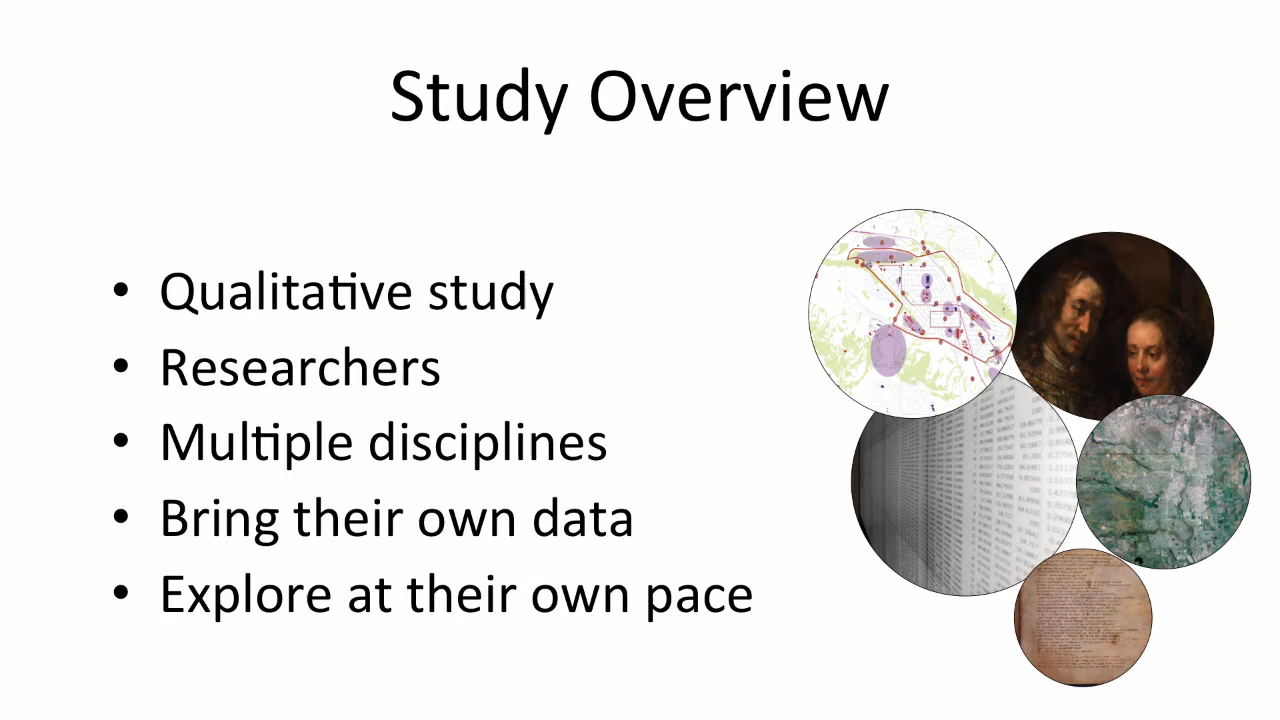 Study Overview
• Qualitative study
• Researchers
• Multiple disciplines
• Bring their own data
• Explore at their own pace